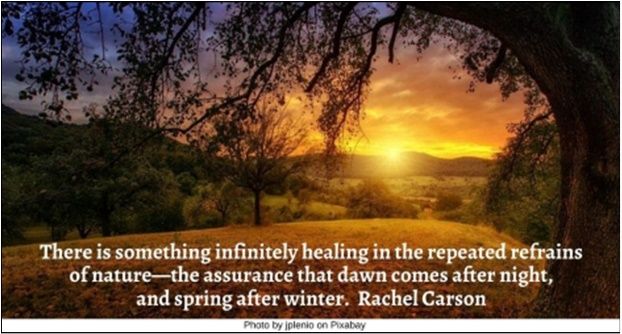 There is something infinitely healing in the repeated refrains
of nature—the assurance that dawn comes after night,
and spring after winter. Rachel Carson
Photo by jplenio on Pixabay